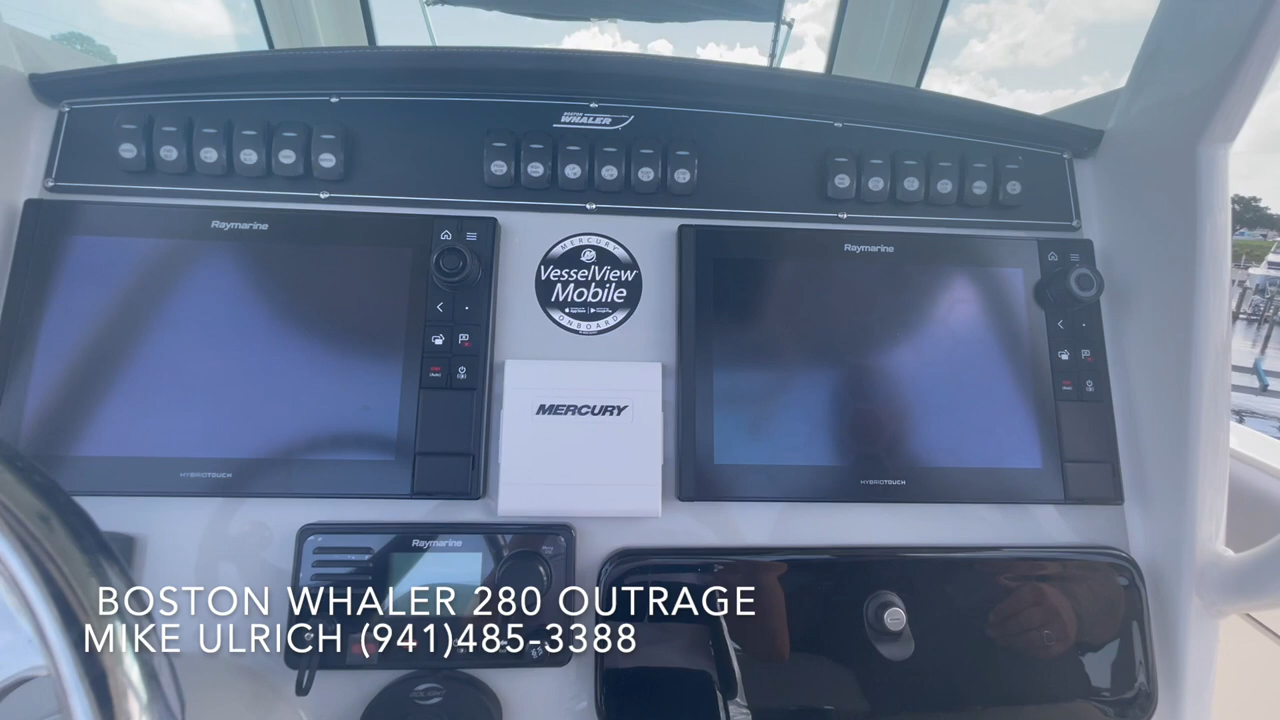 BOSTON
WHALER
Raymarine
MERCURY
VesselView
Mobile
ONBOARD
Raymarine
MERCURY
HYBRIDTOUCH
HYBRIDTOUCH
Raymarine
BOSTON WHALER 280 OUTRAGE
MIKE ULRICH (941)485-3388
GOLIGHT